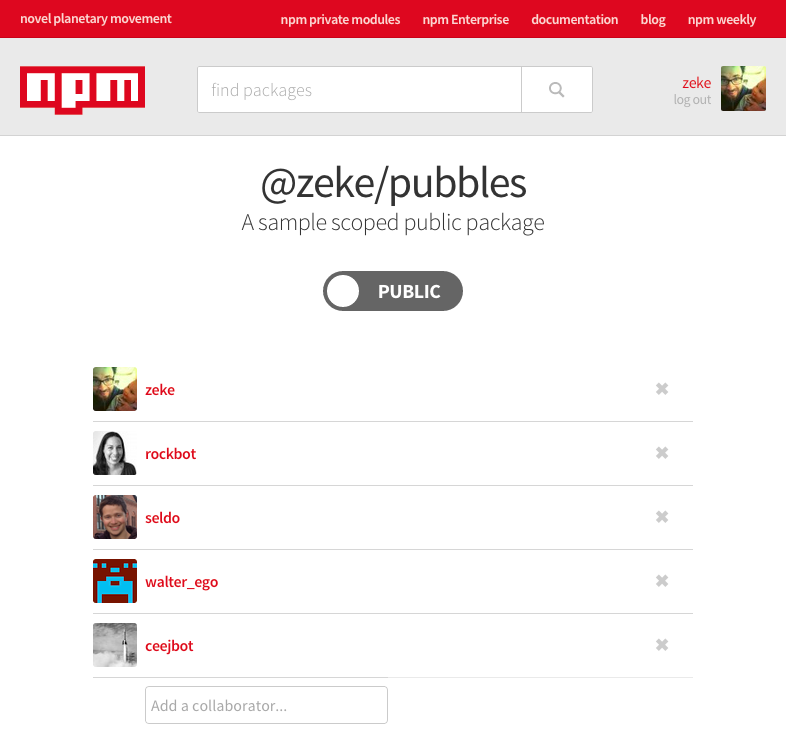 novel planetary movement
npm private modules npm Enterprise documentation blog npm weekly
npm
find packages
zeke
log out
@zeke/pubbles
A sample scoped public package
PUBLIC
zeke
rockbot
seldo
walter_ego
ceejbot
Add a collaborator...